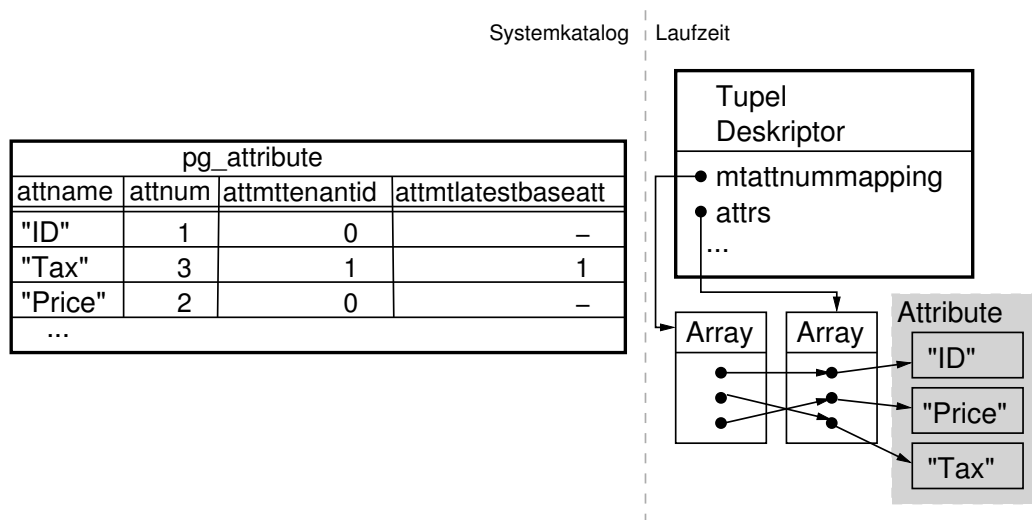 Systemkatalog Laufzeit
pg_attribute
attname attnum attmttenantid attmtlatestbaseatt
"ID" 1 0 –
"Tax" 3 1 1
"Price" 2 0 –
...
Tupel
Deskriptor
mtattnummapping
attrs
...
Array Array Attribute
"ID"
"Price"
"Tax"